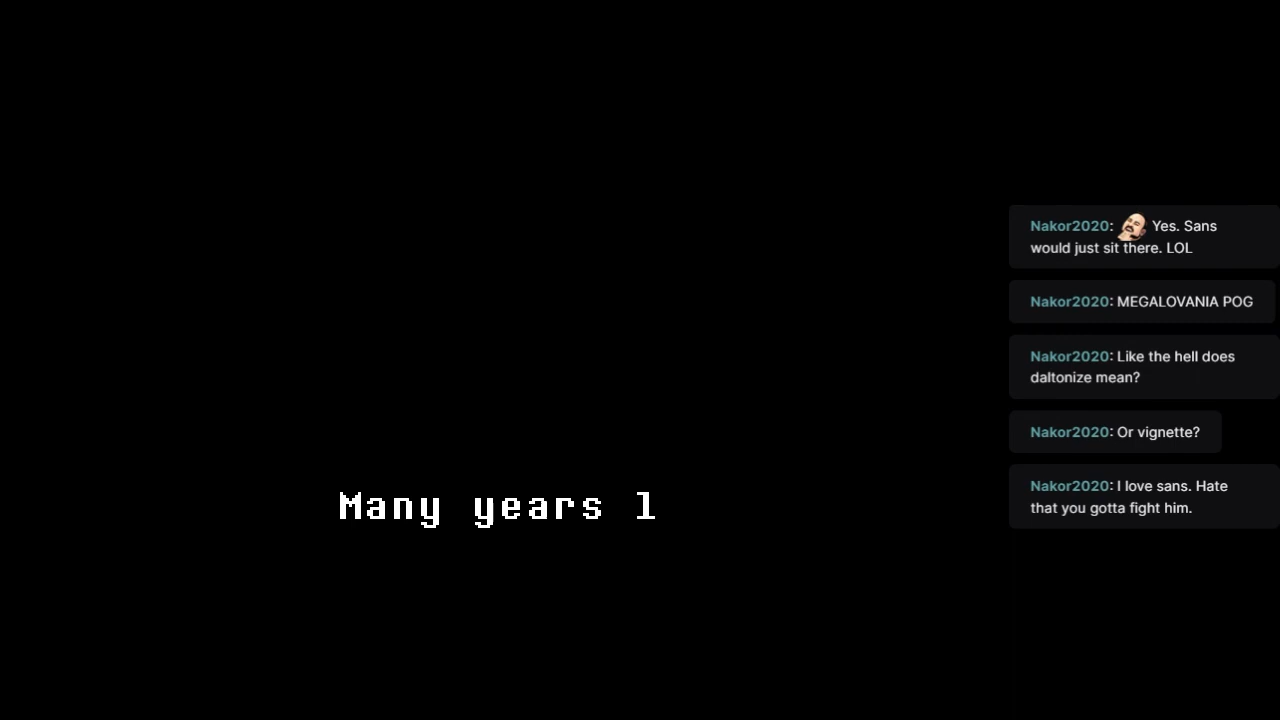 Nakor2020: Yes. Sans
would just sit there. LOL
Nakor2020: MEGALOVANIA POG
Nakor2020: Like the hell does
daltonize mean?
Nakor2020: Or vignette?
Nakor2020: I love sans. Hate
that you gotta fight him.
Many years l